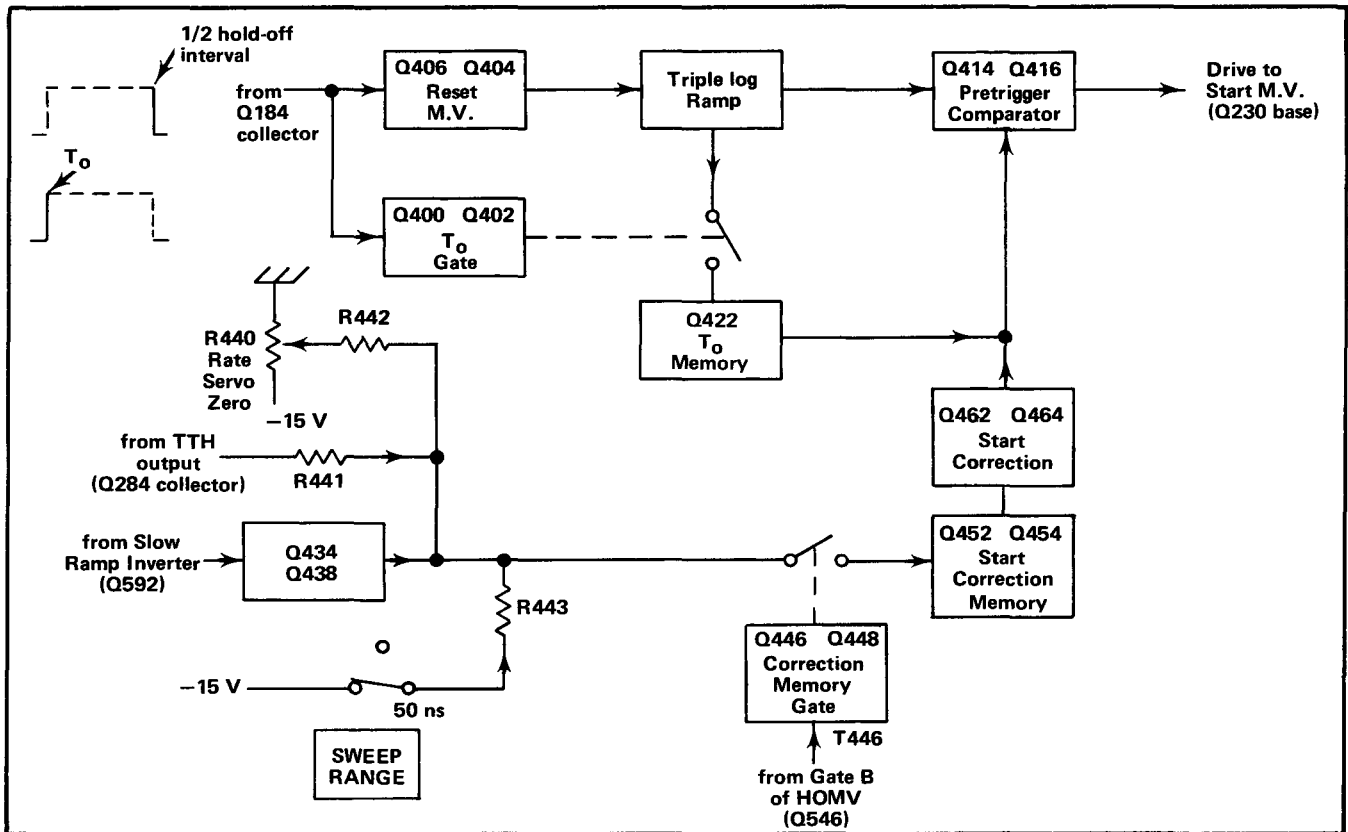 1/2 hold-off
interval
To
from
Q184
collector
Q406 Q404
Reset
M.V.
Triple log
Ramp
Q414 Q416
Pretrigger
Comparator
Drive to
Start M.V.
(Q230 base)
Q400 Q402
To
Gate
Q422
To
Memory
R440
Rate
Servo
Zero
−15 V
R442
from TTH
output
(Q284 collector)
R441
Q462 Q464
Start
Correction
from Slow
Ramp Inverter
(Q592)
Q434
Q438
Q452 Q454
Start
Correction
Memory
R443
−15 V
50 ns
SWEEP
RANGE
Q446 Q448
Correction
Memory
Gate
T446
from Gate B
of HOMV
(Q546)